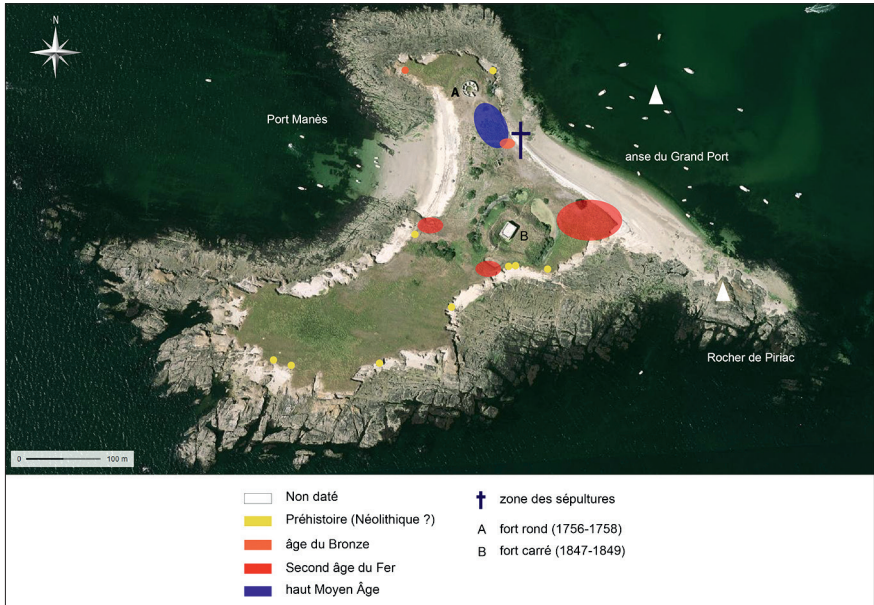 N
A
Port Manès
anse du Grand Port
B
Rocher de Piriac
0 100 m
Non daté
Préhistoire (Néolithique ?)
âge du Bronze
Second âge du Fer
haut Moyen Âge
zone des sépultures
A fort rond (1756-1758)
B fort carré (1847-1849)